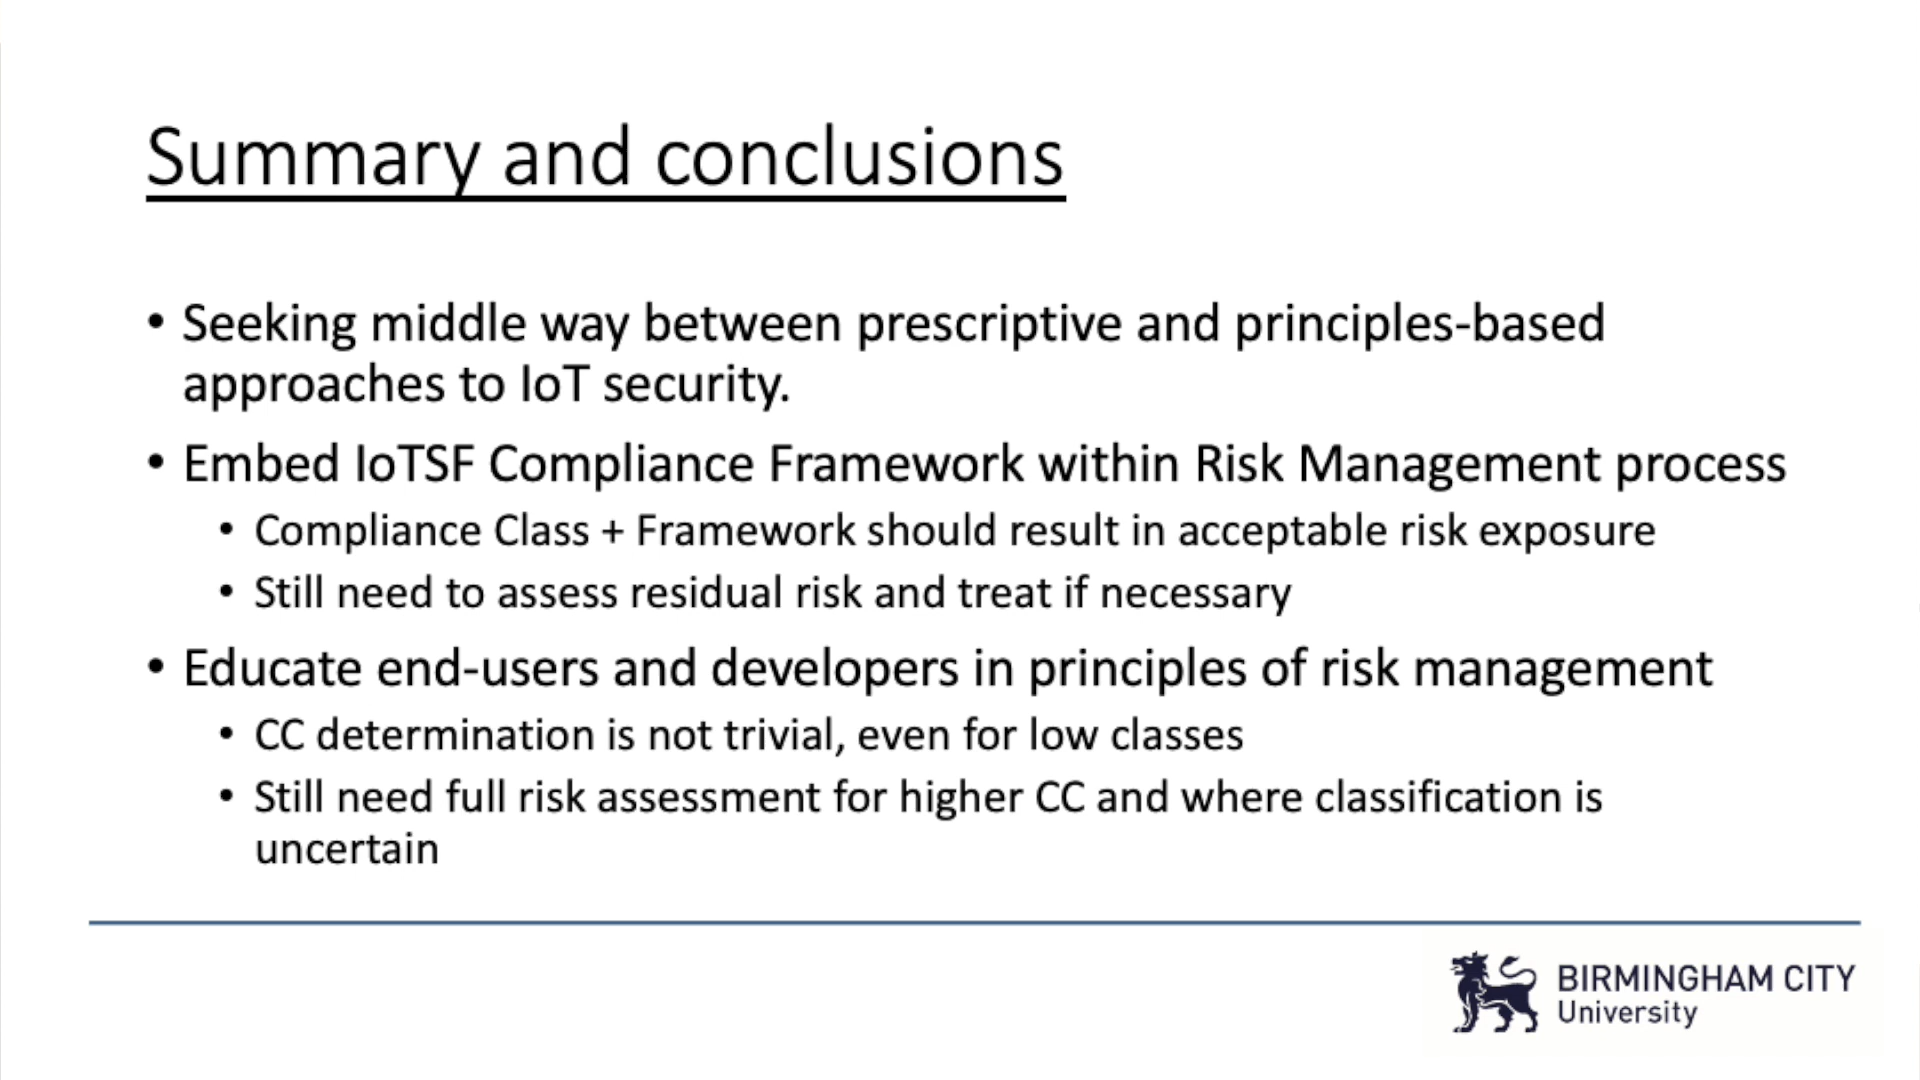 Summary and conclusions
• Seeking middle way between prescriptive and principles-based
approaches to IoT security.
• Embed IoTSF Compliance Framework within Risk Management process
• Compliance Class + Framework should result in acceptable risk exposure
• Still need to assess residual risk and treat if necessary
• Educate end-users and developers in principles of risk management
• CC determination is not trivial, even for low classes
• Still need full risk assessment for higher CC and where classification is
uncertain
BIRMINGHAM CITY
University